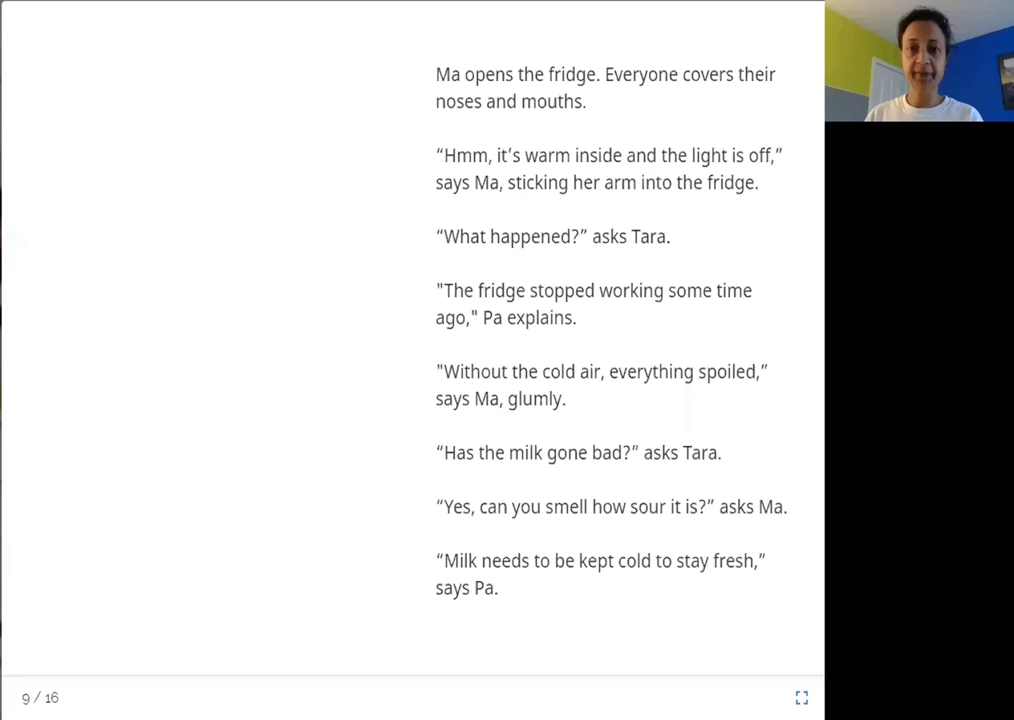 Ma opens the fridge. Everyone covers their
noses and mouths.
“Hmm, it’s warm inside and the light is off,”
says Ma, sticking her arm into the fridge.
“What happened?” asks Tara.
"The fridge stopped working some time
ago," Pa explains.
"Without the cold air, everything spoiled,”
says Ma, glumly.
“Has the milk gone bad?” asks Tara.
“Yes, can you smell how sour it is?” asks Ma.
“Milk needs to be kept cold to stay fresh,”
says Pa.
9 / 16